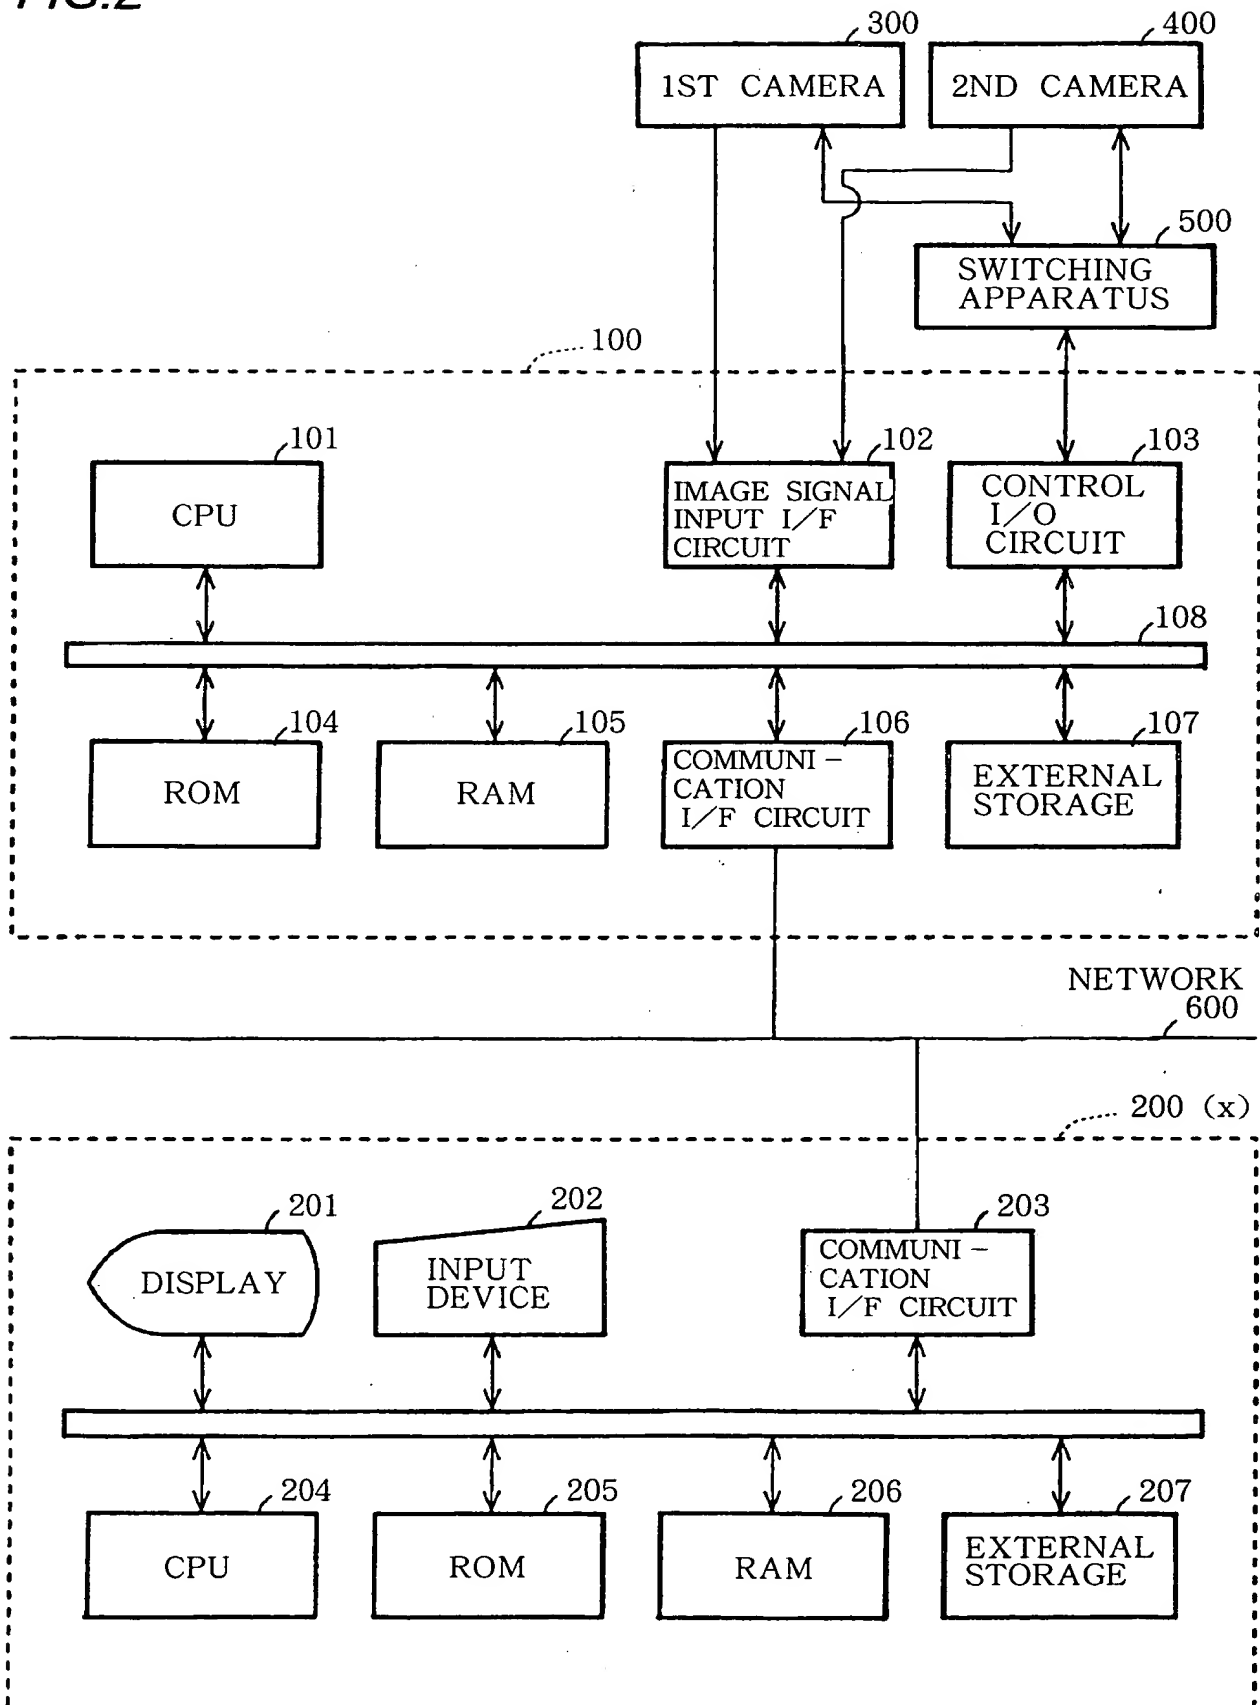 FIG.2
300
400
1ST CAMERA
2ND CAMERA
500
SWITCHING
APPARATUS
100
101
102
103
CPU
IMAGE SIGNAL
INPUT I/F
CIRCUIT
CONTROL
I/O
CIRCUIT
108
104
105
106
107
ROM
RAM
COMMUNI-
CATION
I/F CIRCUIT
EXTERNAL
STORAGE
NETWORK
600
200 (x)
201
202
203
DISPLAY
INPUT
DEVICE
COMMUNI-
CATION
I/F CIRCUIT
204
205
206
207
CPU
ROM
RAM
EXTERNAL
STORAGE